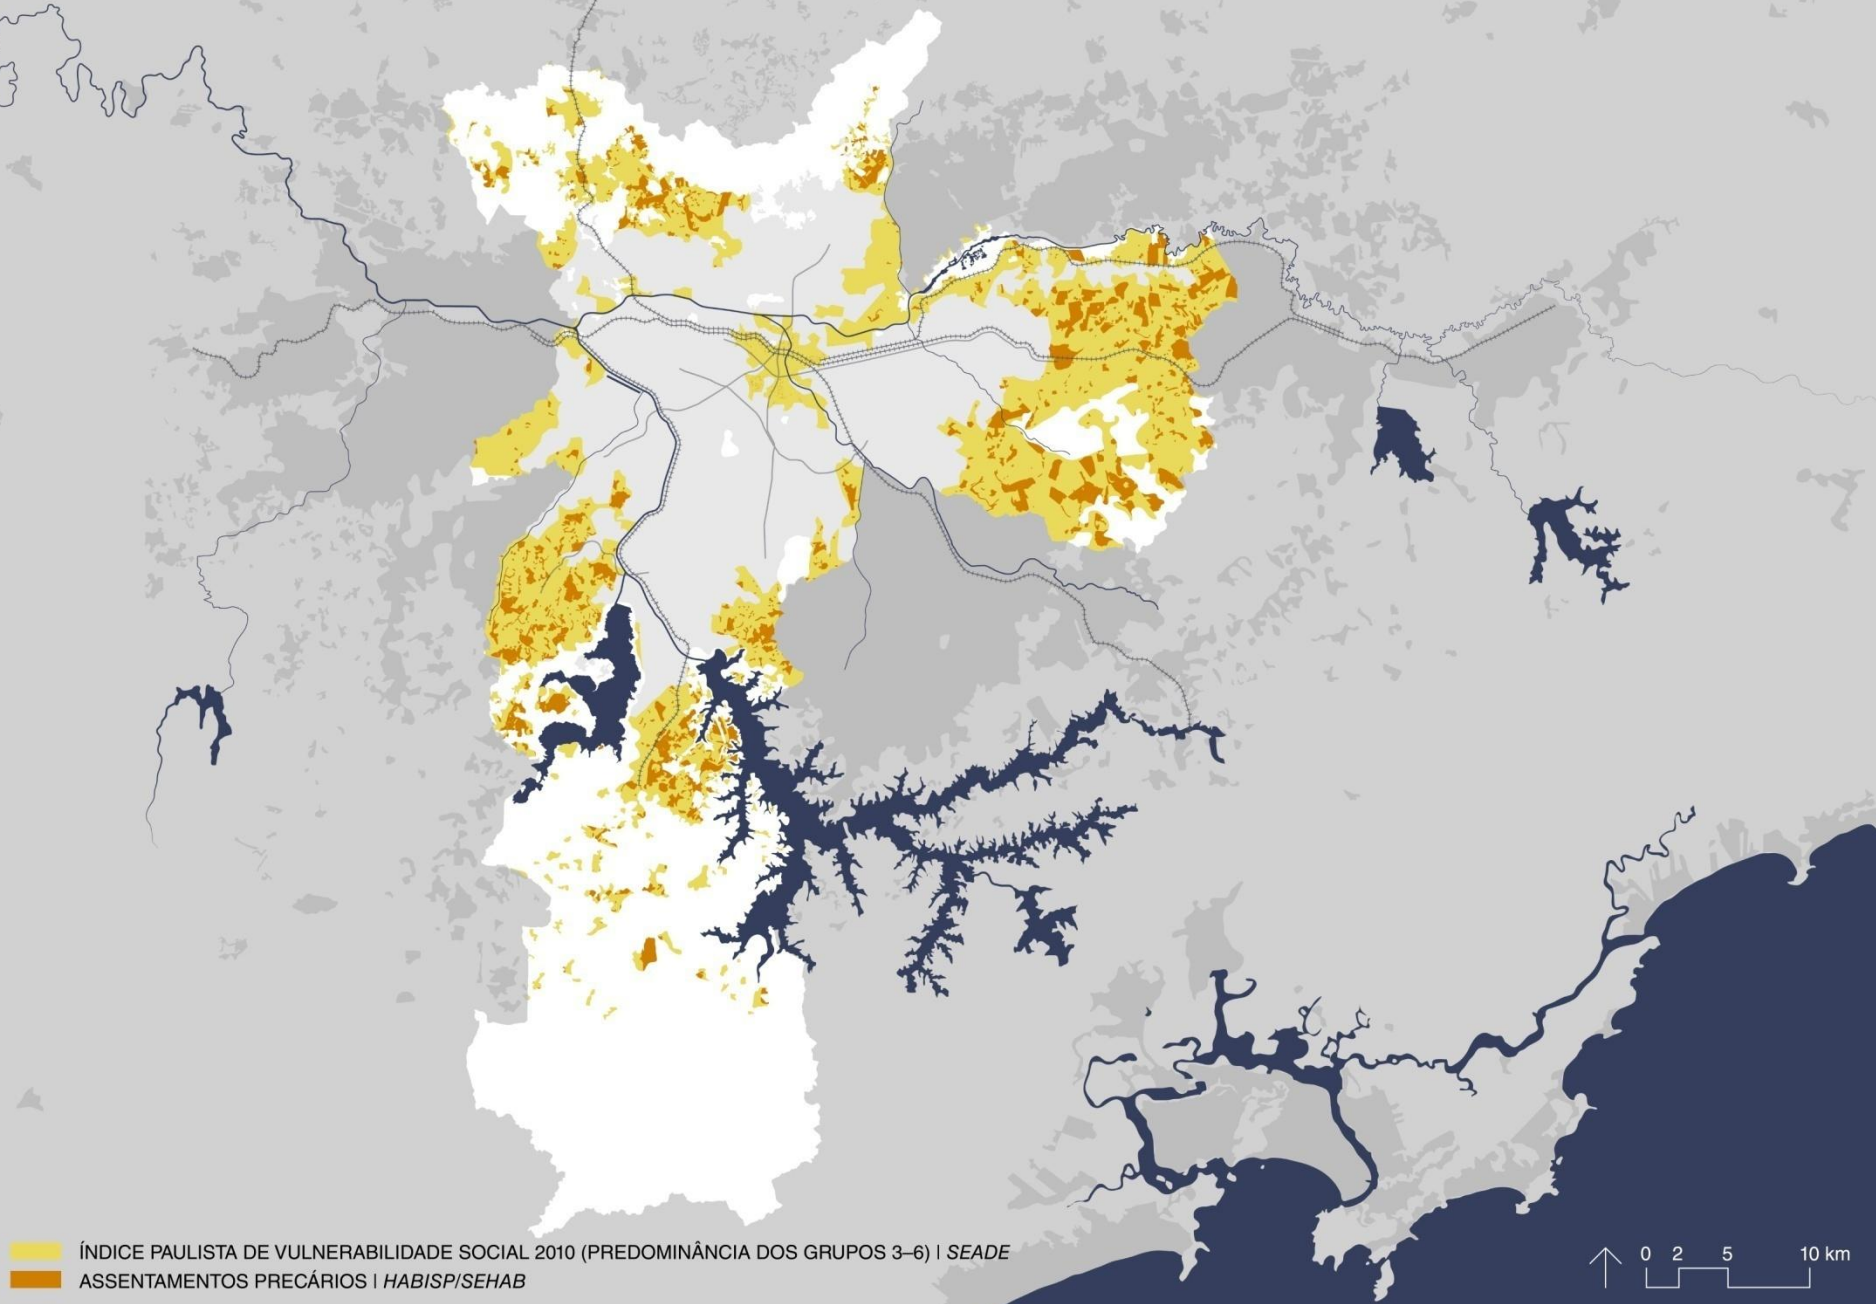 ÍNDICE PAULISTA DE VULNERABILIDADE SOCIAL 2010 (PREDOMINÂNCIA DOS GRUPOS 3–6) | SEADE
ASSENTAMENTOS PRECÁRIOS | HABISP/SEHAB
0 2 5 10 km